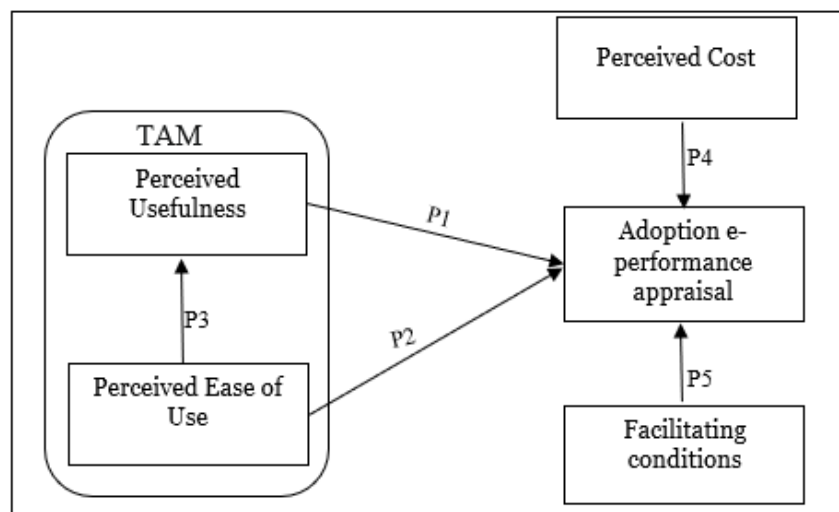 Perceived Cost
P4
TAM
Perceived
Usefulness
P1
Adoption e-
performance
appraisal
P3
P2
P5
Perceived Ease of
Use
Facilitating
conditions